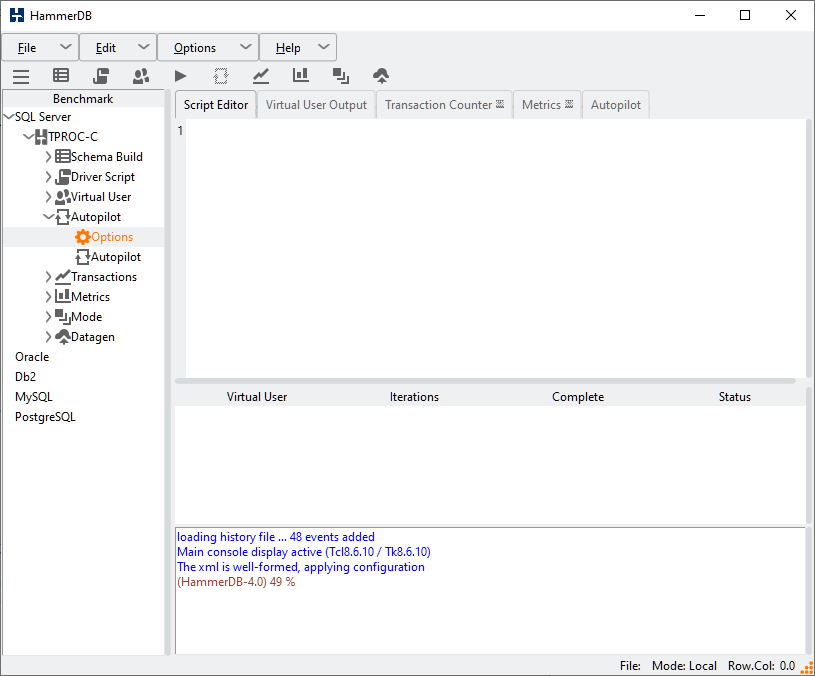 HammerDB
File Edit Options Help
Benchmark
SQL Server
TPROC-C
Schema Build
Driver Script
Virtual User
Autopilot
Options
Autopilot
Transactions
Metrics
Mode
Datagen
Oracle
Db2
MySQL
PostgreSQL
Script Editor Virtual User Output Transaction Counter Metrics Autopilot
1
Virtual User Iterations Complete Status
loading history file ... 48 events added
Main console display active (Tcl8.6.10 / Tk8.6.10)
The xml is well-formed, applying configuration
(HammerDB-4.0) 49 %
File: Mode: Local Row.Col: 0.0